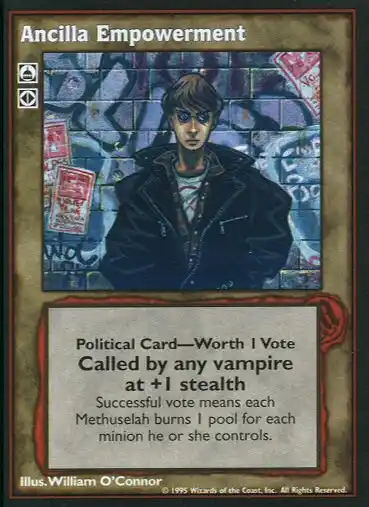 Ancilla Empowerment
Political Card—Worth 1 Vote
Called by any vampire
at +1 stealth
Successful vote means each
Methuselah burns 1 pool for each
minion he or she controls.
Illus.William O'Connor
© 1995 Wizards of the Coast, Inc. All Rights Reserved.